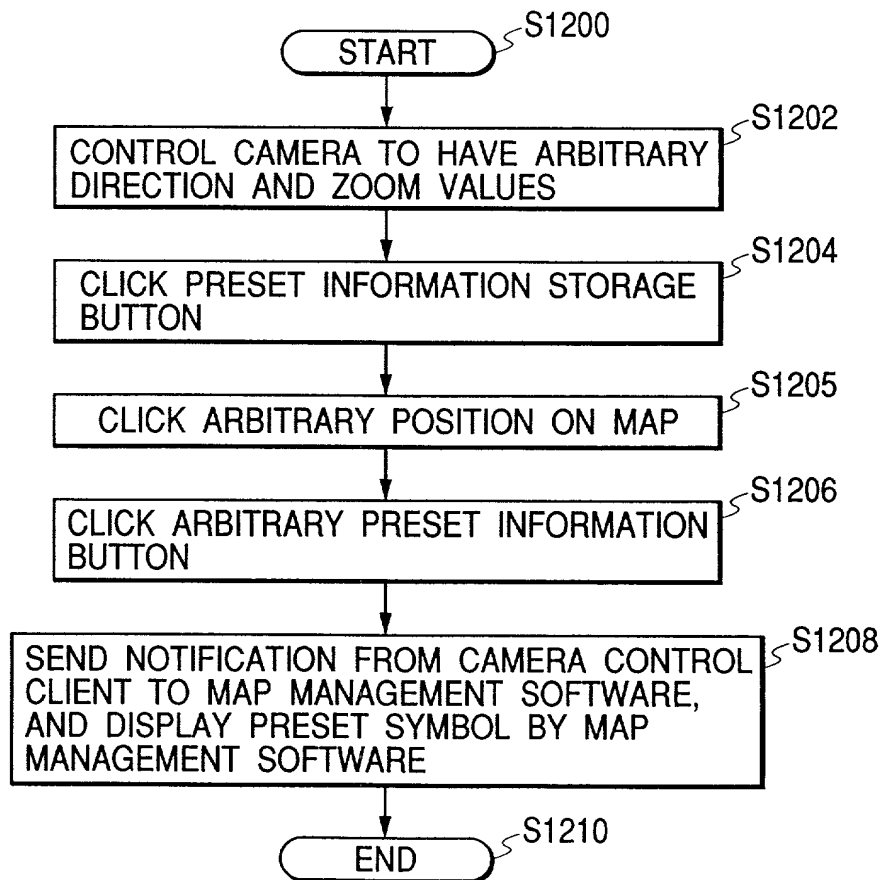 START
S1200
S1202
CONTROL CAMERA TO HAVE ARBITRARY
DIRECTION AND ZOOM VALUES
S1204
CLICK PRESET INFORMATION STORAGE
BUTTON
S1205
CLICK ARBITRARY POSITION ON MAP
S1206
CLICK ARBITRARY PRESET INFORMATION
BUTTON
S1208
SEND NOTIFICATION FROM CAMERA CONTROL
CLIENT TO MAP MANAGEMENT SOFTWARE,
AND DISPLAY PRESET SYMBOL BY MAP
MANAGEMENT SOFTWARE
S1210
END